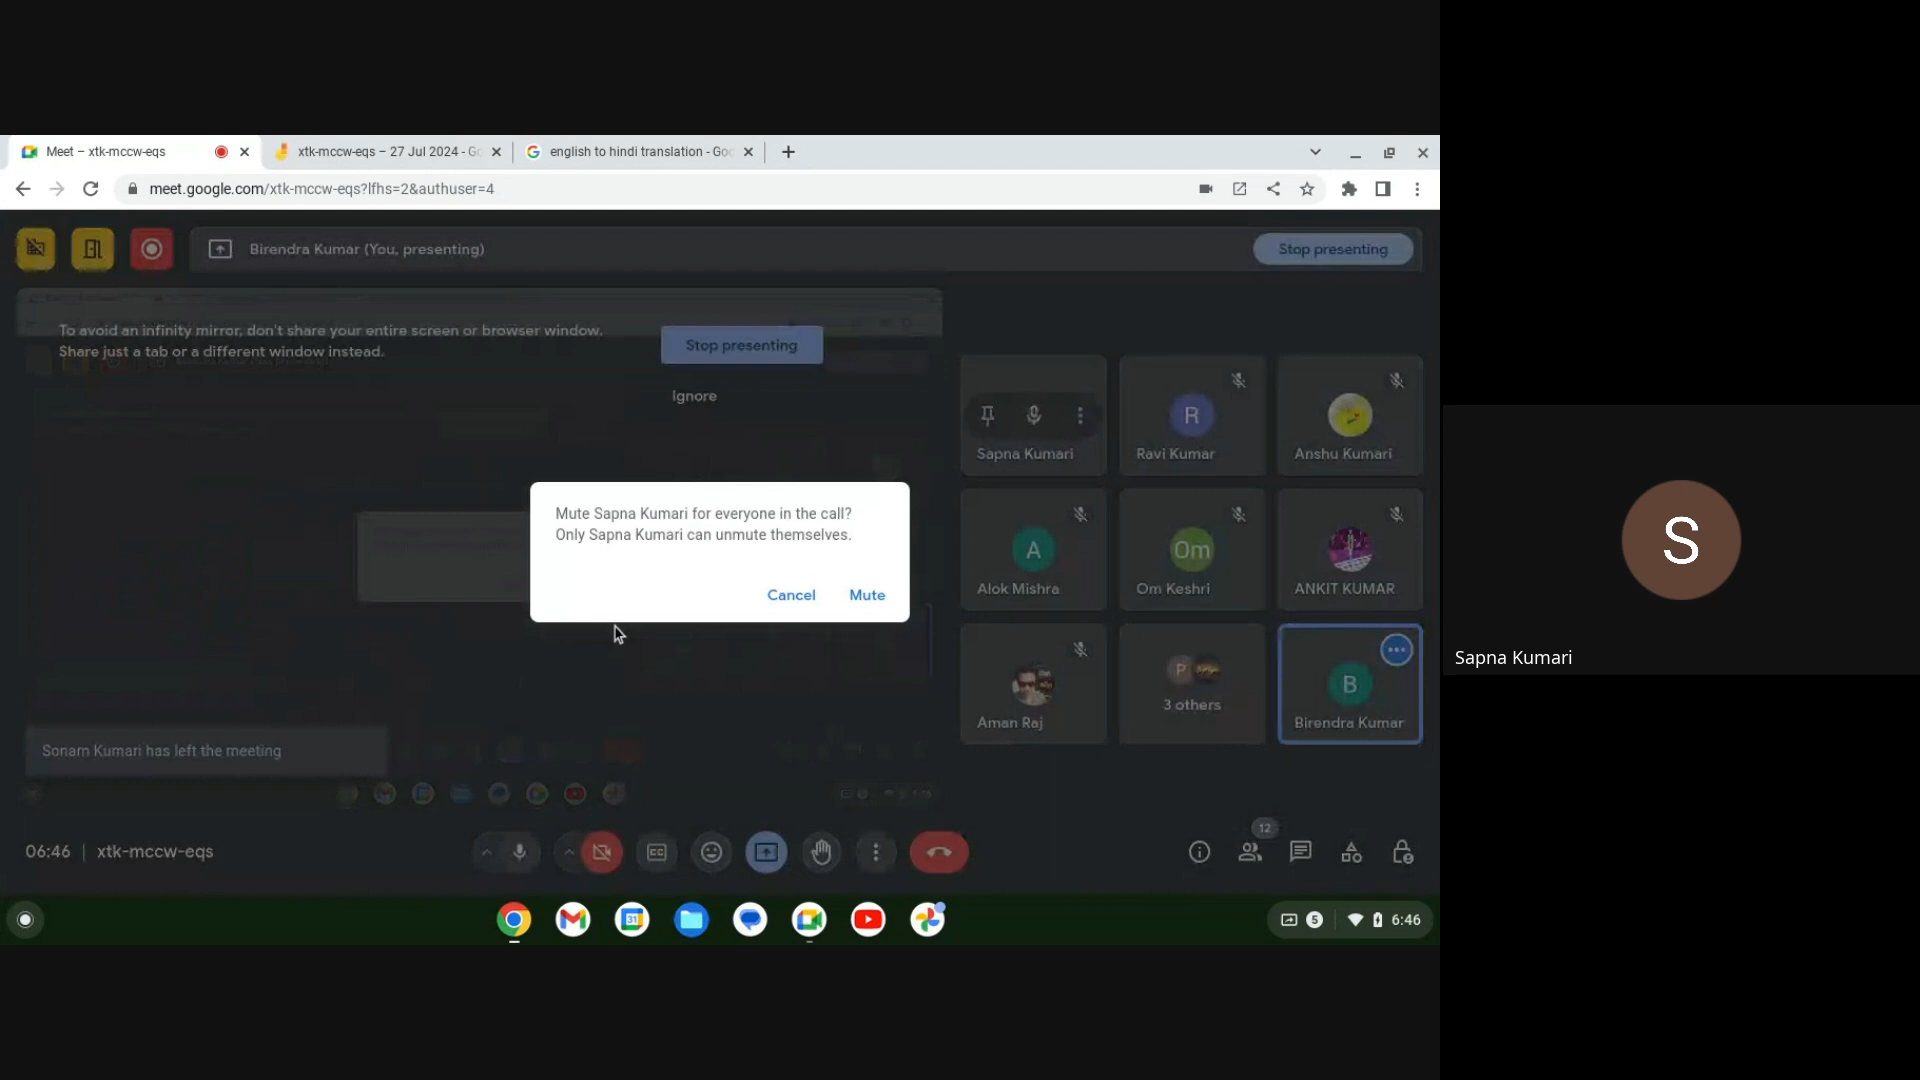 Meet – xtk-mccw-eqs
xtk-mccw-eqs – 27 Jul 2024 - Go
english to hindi translation - Goo
meet.google.com/xtk-mccw-eqs?lfhs=2&authuser=4
Birendra Kumar (You, presenting)
Stop presenting
To avoid an infinity mirror, don't share your entire screen or browser window.
Share just a tab or a different window instead.
Stop presenting
Ignore
Sapna Kumari
R
Ravi Kumar
Anshu Kumari
Mute Sapna Kumari for everyone in the call?
Only Sapna Kumari can unmute themselves.
Cancel
Mute
A
Alok Mishra
Om
Om Keshri
ANKIT KUMAR
Aman Raj
P
3 others
B
Birendra Kumar
Sonam Kumari has left the meeting
06:46 | xtk-mccw-eqs
CC
12
31
5
6:46
S
Sapna Kumari